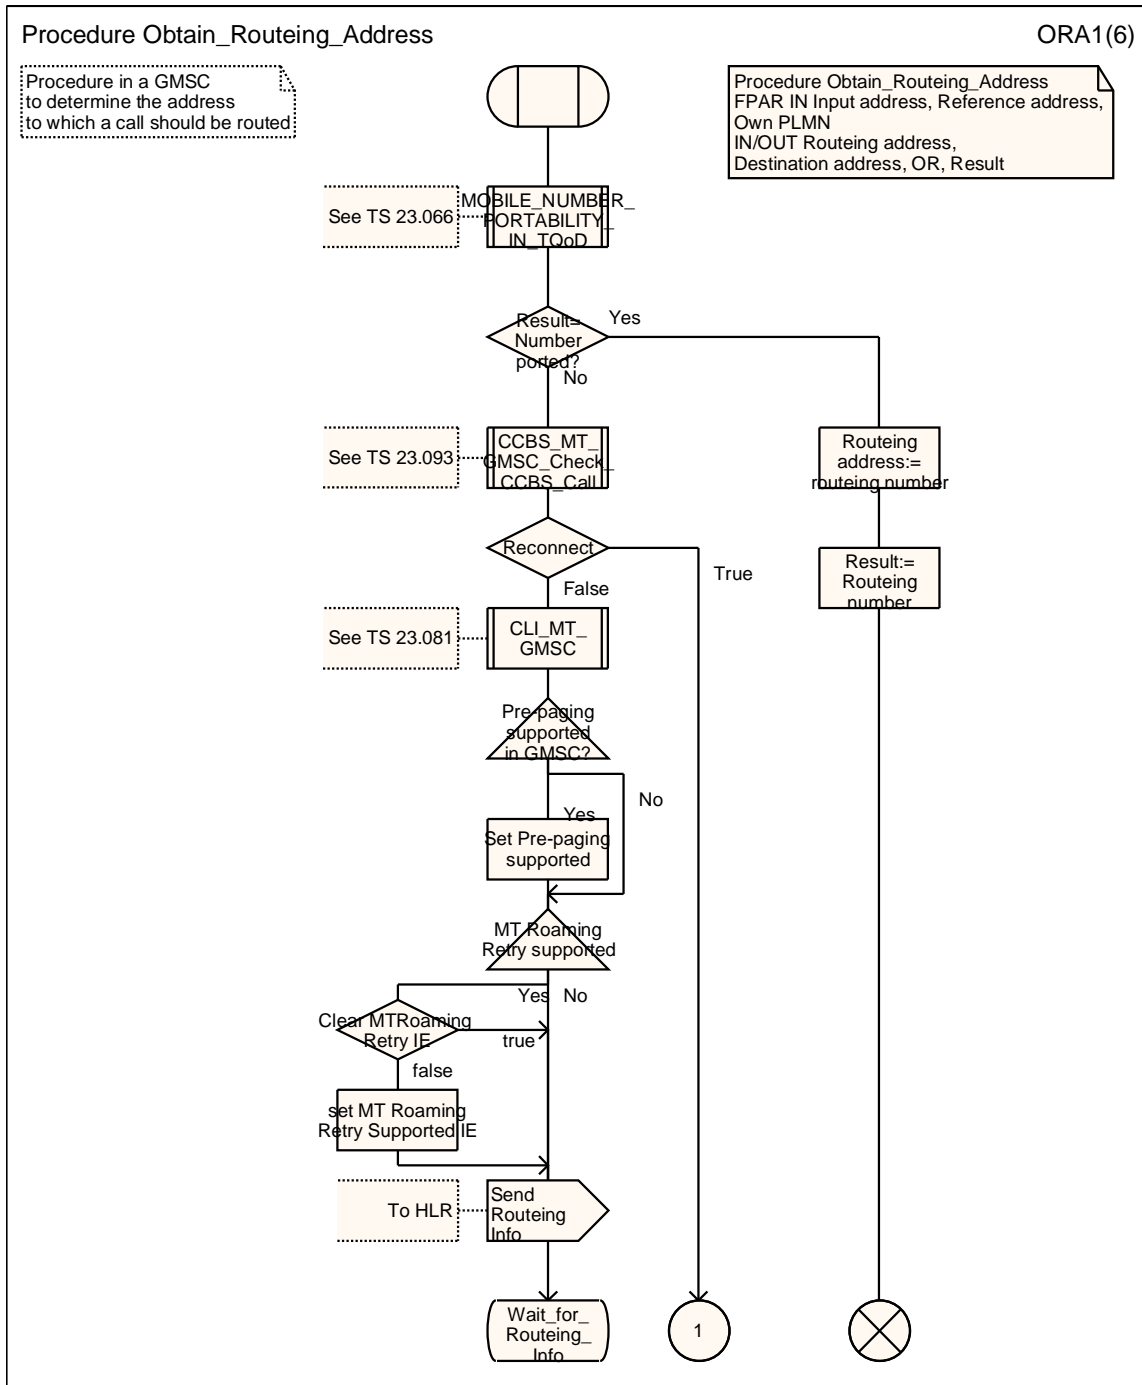 Procedure Obtain_Routeing_Address
ORA1(6)
Procedure in a GMSC
to determine the address
to which a call should be routed
Procedure Obtain_Routeing_Address
FPAR IN Input address, Reference address,
Own PLMN
IN/OUT Routeing address,
Destination address, OR, Result
See TS 23.066
MOBILE_NUMBER_
PORTABILITY_
IN_TQoD
Result=
Number
ported?
Yes
No
See TS 23.093
CCBS_MT_
GMSC_Check_
CCBS_Call
Routeing
address:=
routeing number
Reconnect
True
False
Result:=
Routeing
number
See TS 23.081
CLI_MT_
GMSC
Pre-paging
supported
in GMSC?
No
Yes
Set Pre-paging
supported
MT Roaming
Retry supported
Yes
No
Clear MTRoaming
Retry IE
true
false
set MT Roaming
Retry Supported IE
To HLR
Send
Routeing
Info
Wait_for_
Routeing_
Info
1